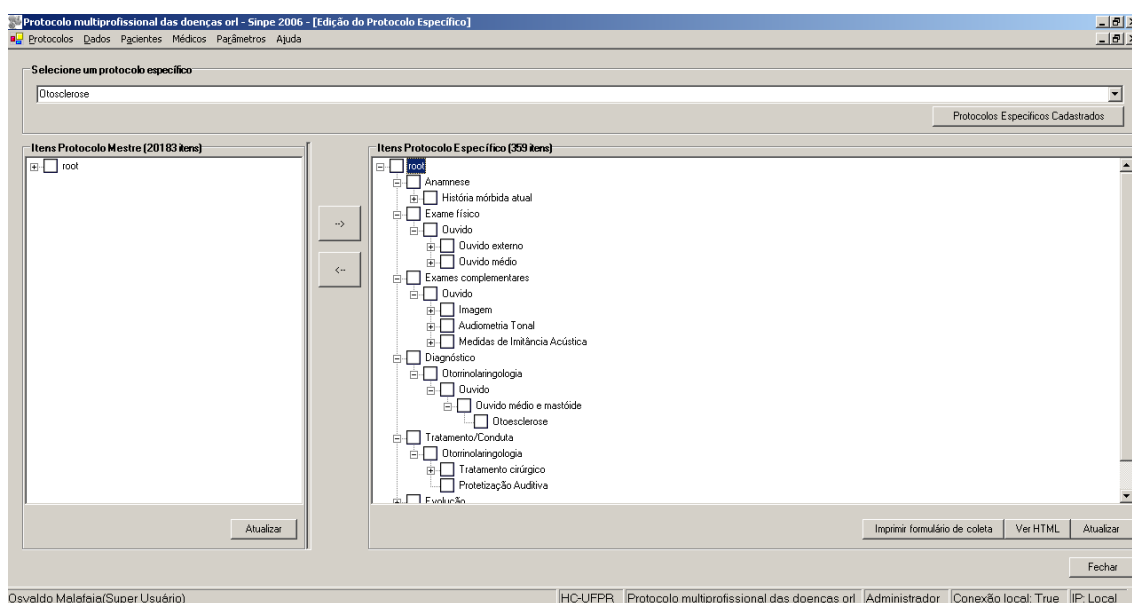 Protocolo multiprofissional das doenças orl - Sinpe 2006 - [Edição do Protocolo Específico]
Protocolos Dados Pacientes Médicos Parâmetros Ajuda
Selecione um protocolo específico
Otosclerose
Protocolos Especificos Cadastrados
Itens Protocolo Mestre (20183 itens)
root
-->
<--
Atualizar
Itens Protocolo Específico (359 itens)
root
Anamnese
História mórbida atual
Exame físico
Ouvido
Ouvido externo
Ouvido médio
Exames complementares
Ouvido
Imagem
Audiometria Tonal
Medidas de Imitância Acústica
Diagnóstico
Otorrinolaringologia
Ouvido
Ouvido médio e mastóide
Otoesclerose
Tratamento/Conduta
Otorrinolaringologia
Tratamento cirúrgico
Protetização Auditiva
Evolução
Imprimir formulário de coleta Ver HTML Atualizar
Fechar
Osvaldo Malafaia(Super Usuário) HC-UFPR Protocolo multiprofissional das doenças orl Administrador Conexão local: True IP: Local